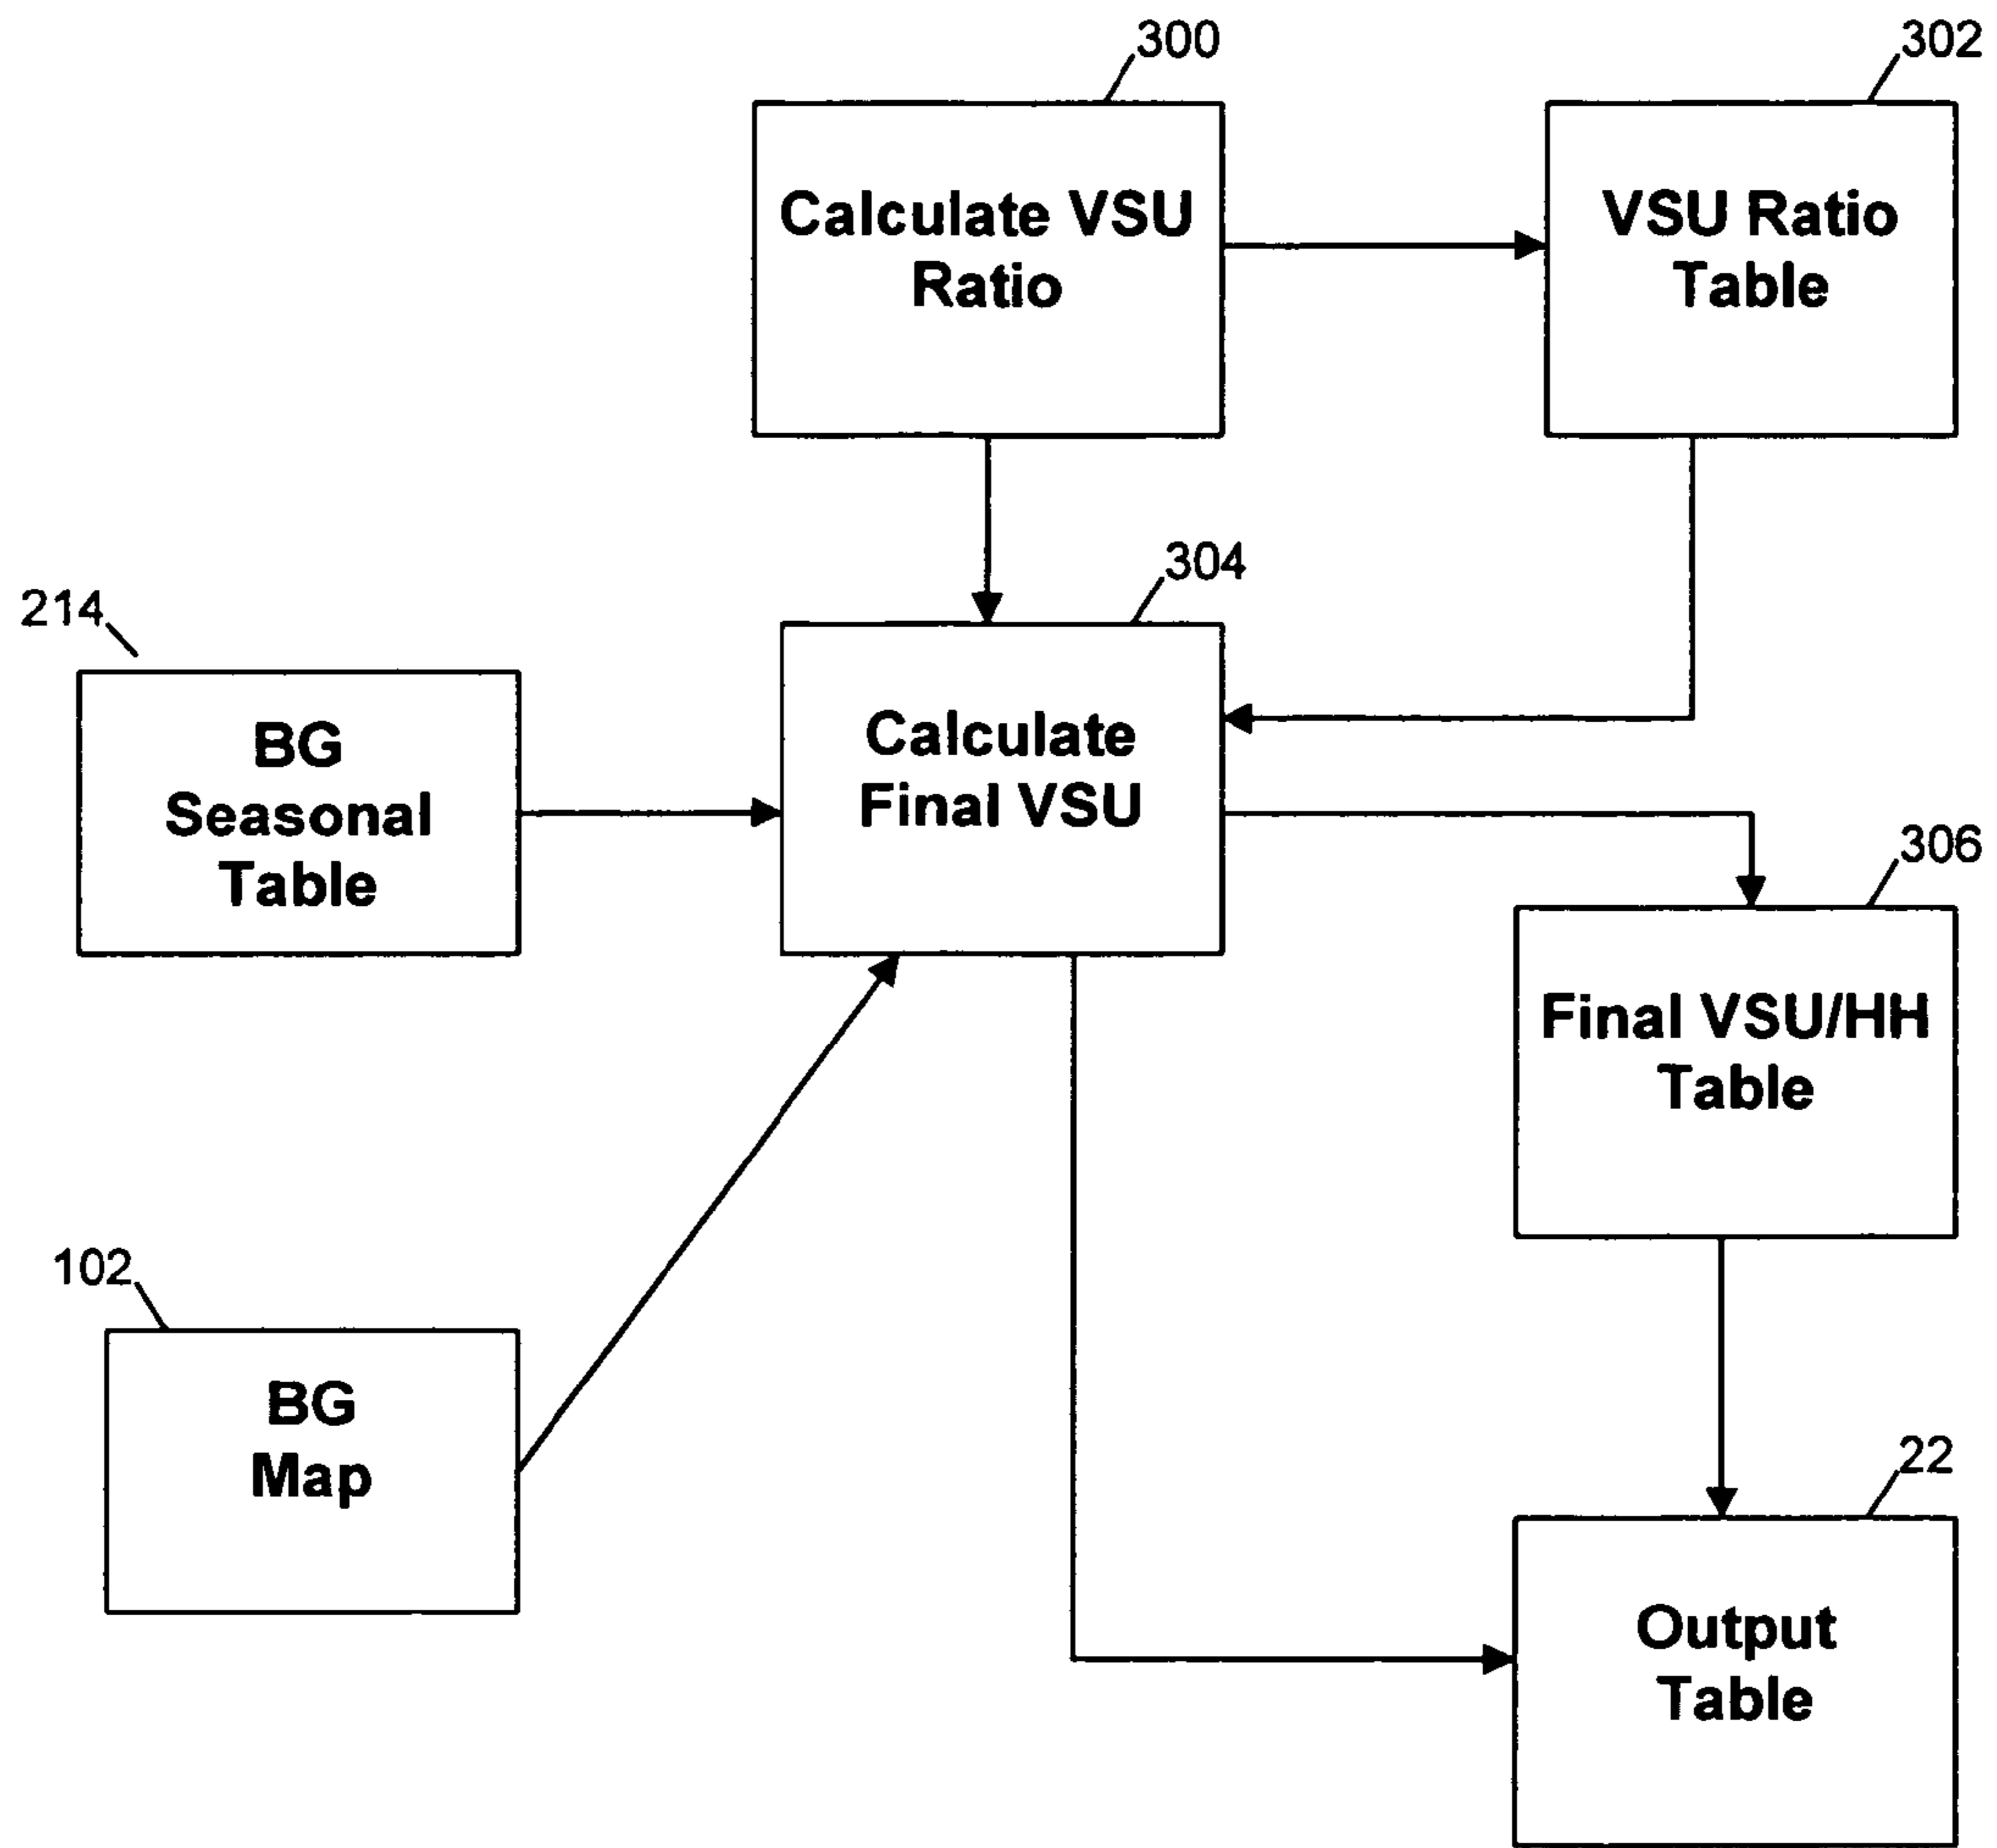 300
302
Calculate VSU
Ratio
VSU Ratio
Table
304
214
Calculate
Final VSU
BG
Seasonal
Table
306
Final VSU/HH
Table
102
BG
Map
22
Output
Table